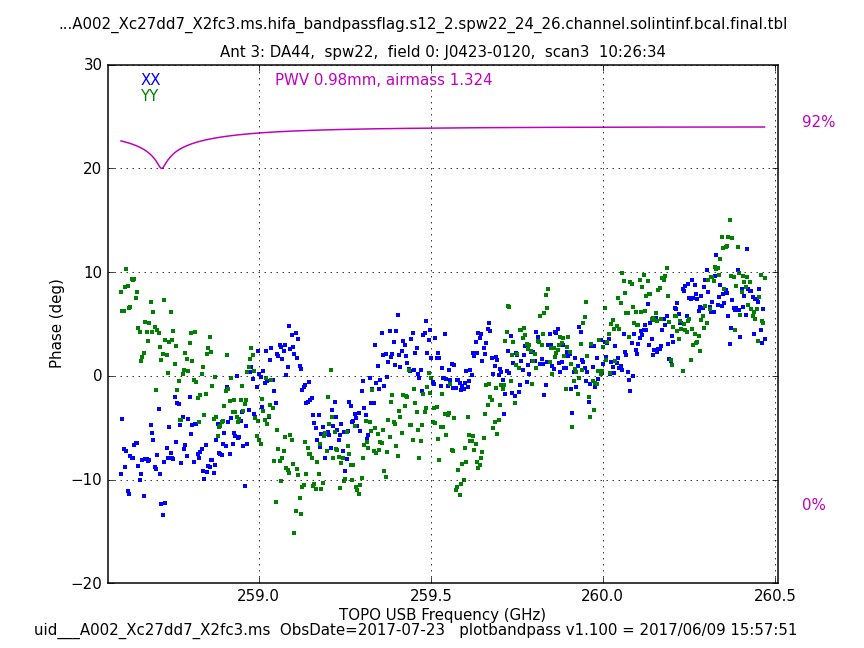 ...A002_Xc27dd7_X2fc3.ms.hifa_bandpassflag.s12_2.spw22_24_26.channel.solintinf.bcal.final.tbl
Ant 3: DA44,  spw22,  field 0: J0423-0120,  scan3  10:26:34
XX
YY
PWV 0.98mm, airmass 1.324
30
20
10
0
−10
−20
Phase (deg)
92%
0%
259.0
259.5
260.0
260.5
TOPO USB Frequency (GHz)
uid___A002_Xc27dd7_X2fc3.ms  ObsDate=2017-07-23   plotbandpass v1.100 = 2017/06/09 15:57:51